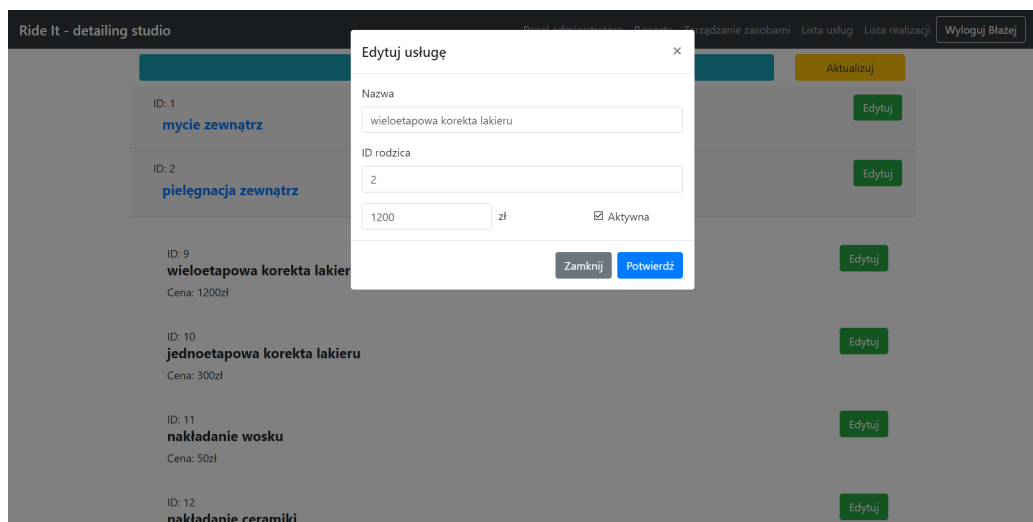 Ride It - detailing studio
Panel administratora Raporty Zarządzanie zasobami Lista usług Lista realizacji Wyloguj Błażej
Edytuj usługę ×
Nazwa
wieloetapowa korekta lakieru
ID rodzica
2
1200 zł Aktywna
Zamknij Potwierdź
Aktualizuj
ID: 1
mycie zewnątrz
Edytuj
ID: 2
pielęgnacja zewnątrz
Edytuj
ID: 9
wieloetapowa korekta lakier
Cena: 1200zł
Edytuj
ID: 10
jednoetapowa korekta lakieru
Cena: 300zł
Edytuj
ID: 11
nakładanie wosku
Cena: 50zł
Edytuj
ID: 12
nakładanie ceramiki
Edytuj